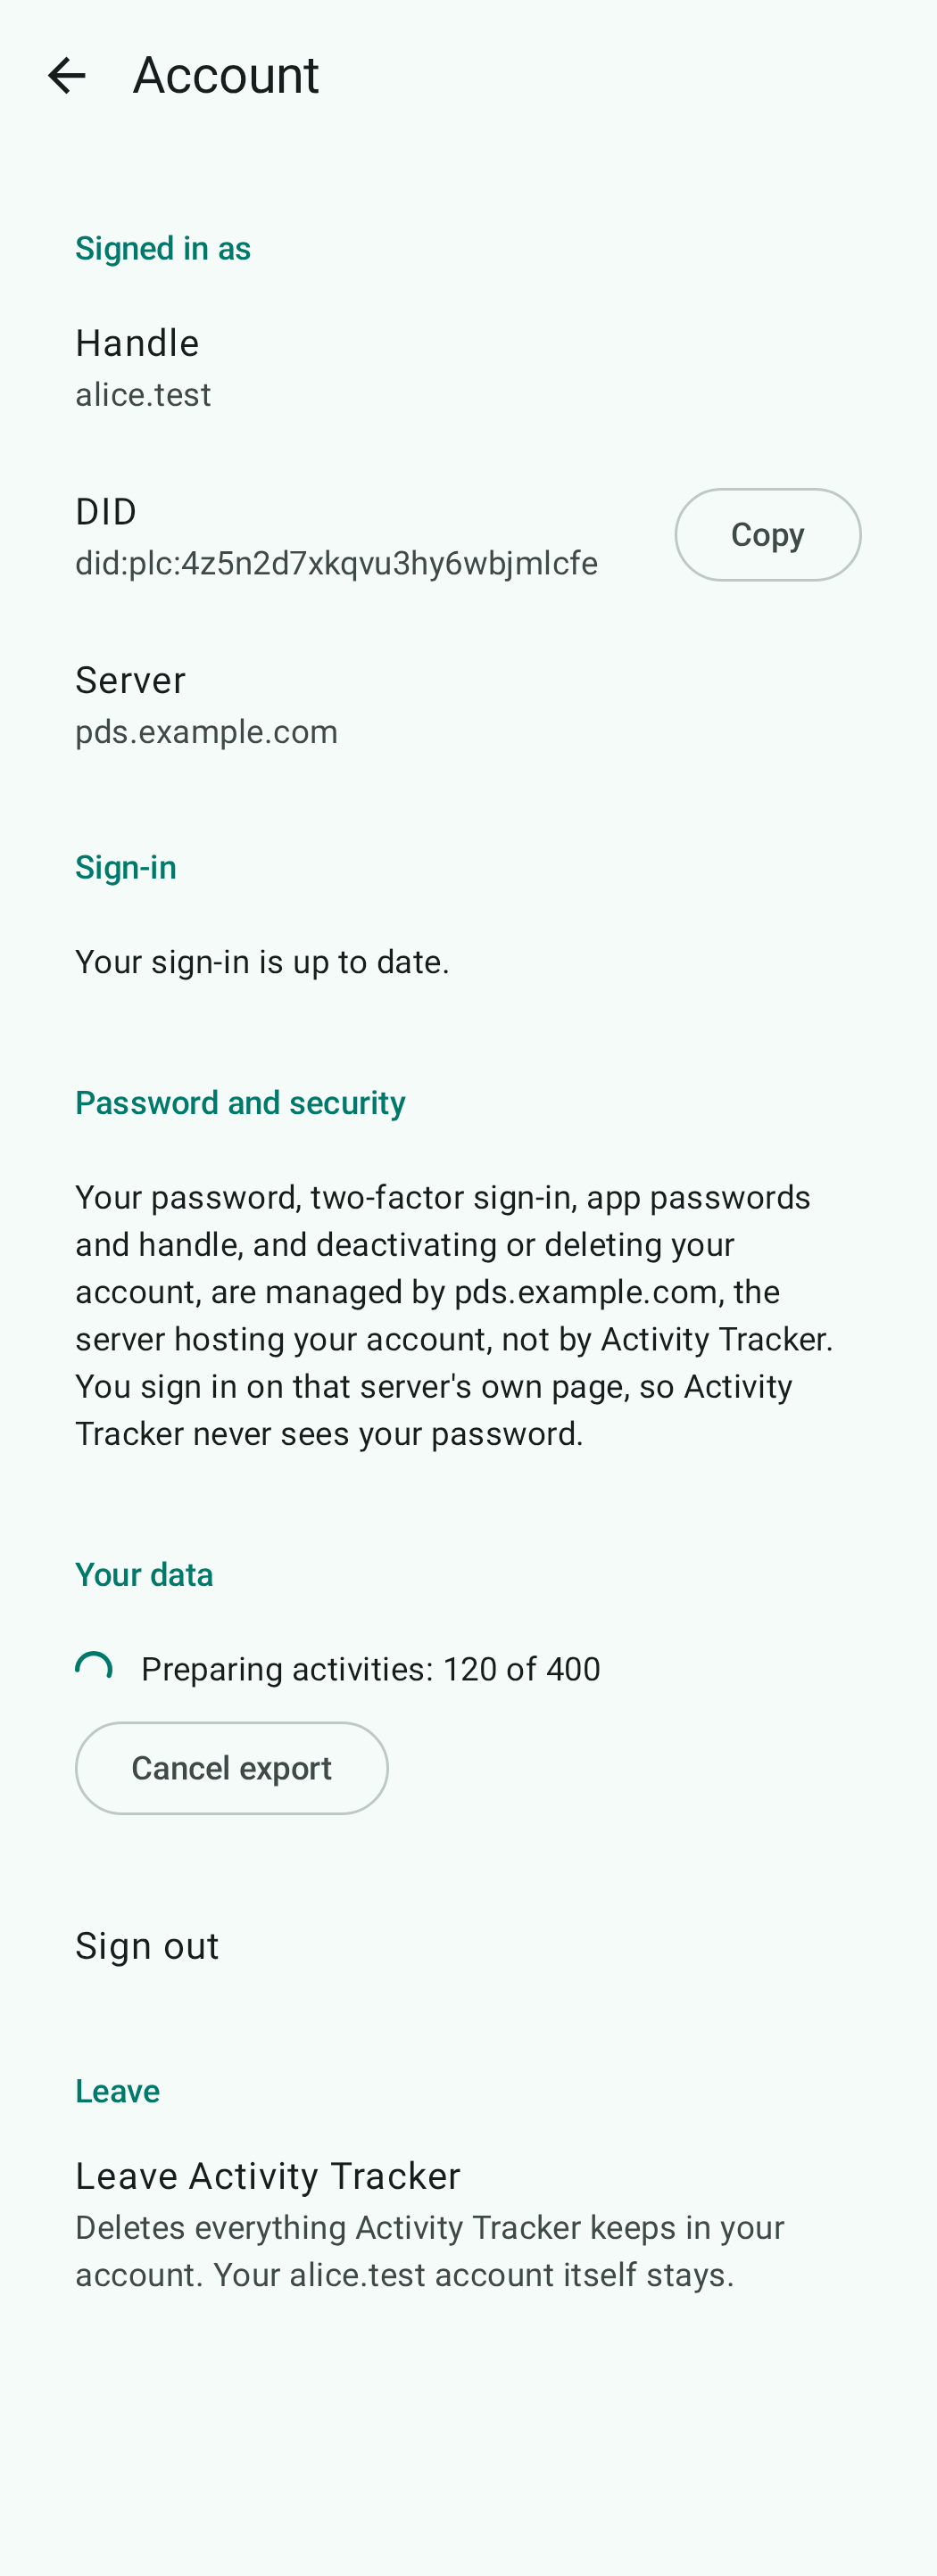 Account
Signed in as
Handle
alice.test
DID
did:plc:4z5n2d7xkqvu3hy6wbjmlcfe
Copy
Server
pds.example.com
Sign-in
Your sign-in is up to date.
Password and security
Your password, two-factor sign-in, app passwords
and handle, and deactivating or deleting your
account, are managed by pds.example.com, the
server hosting your account, not by Activity Tracker.
You sign in on that server's own page, so Activity
Tracker never sees your password.
Your data
Preparing activities: 120 of 400
Cancel export
Sign out
Leave
Leave Activity Tracker
Deletes everything Activity Tracker keeps in your
account. Your alice.test account itself stays.